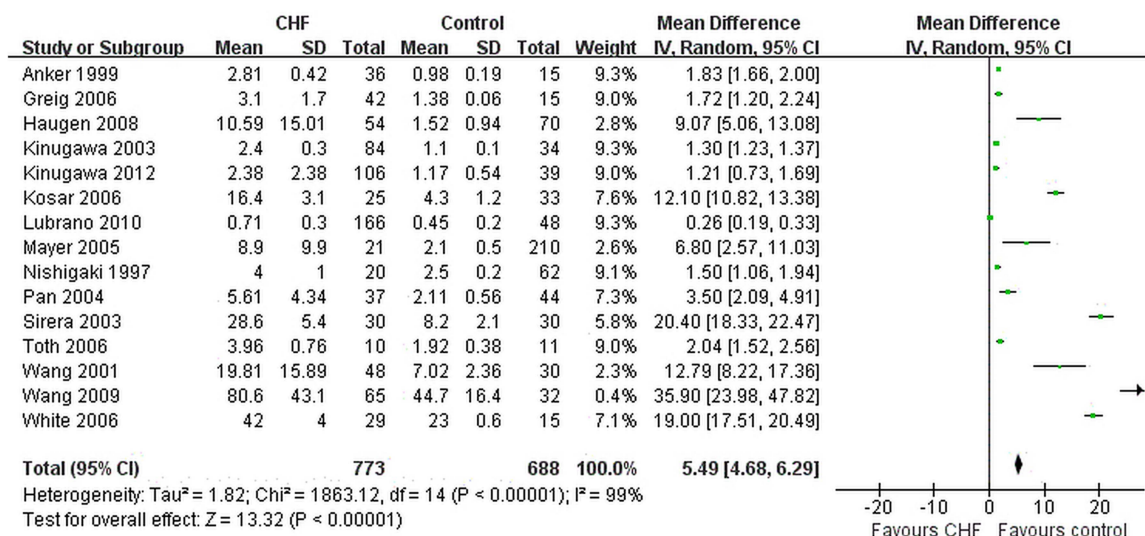 CHF Control Mean Difference Mean Difference
Study or Subgroup Mean SD Total Mean SD Total Weight IV, Random, 95% CI IV, Random, 95% CI
Anker 1999 2.81 0.42 36 0.98 0.19 15 9.3% 1.83 [1.66, 2.00]
Greig 2006 3.1 1.7 42 1.38 0.06 15 9.0% 1.72 [1.20, 2.24]
Haugen 2008 10.59 15.01 54 1.52 0.94 70 2.8% 9.07 [5.06, 13.08]
Kinugawa 2003 2.4 0.3 84 1.1 0.1 34 9.3% 1.30 [1.23, 1.37]
Kinugawa 2012 2.38 2.38 106 1.17 0.54 39 9.0% 1.21 [0.73, 1.69]
Kosar 2006 16.4 3.1 25 4.3 1.2 33 7.6% 12.10 [10.82, 13.38]
Lubrano 2010 0.71 0.3 166 0.45 0.2 48 9.3% 0.26 [0.19, 0.33]
Mayer 2005 8.9 9.9 21 2.1 0.5 210 2.6% 6.80 [2.57, 11.03]
Nishigaki 1997 4 1 20 2.5 0.2 62 9.1% 1.50 [1.06, 1.94]
Pan 2004 5.61 4.34 37 2.11 0.56 44 7.3% 3.50 [2.09, 4.91]
Sirera 2003 28.6 5.4 30 8.2 2.1 30 5.8% 20.40 [18.33, 22.47]
Toth 2006 3.96 0.76 10 1.92 0.38 11 9.0% 2.04 [1.52, 2.56]
Wang 2001 19.81 15.89 48 7.02 2.36 30 2.3% 12.79 [8.22, 17.36]
Wang 2009 80.6 43.1 65 44.7 16.4 32 0.4% 35.90 [23.98, 47.82]
White 2006 42 4 29 23 0.6 15 7.1% 19.00 [17.51, 20.49]
Total (95% CI) 773 688 100.0% 5.49 [4.68, 6.29]
Heterogeneity: Tau² = 1.82; Chi² = 1863.12, df = 14 (P < 0.00001); I² = 99%
Test for overall effect: Z = 13.32 (P < 0.00001)
-20 -10 0 10 20
Favours CHF Favours control